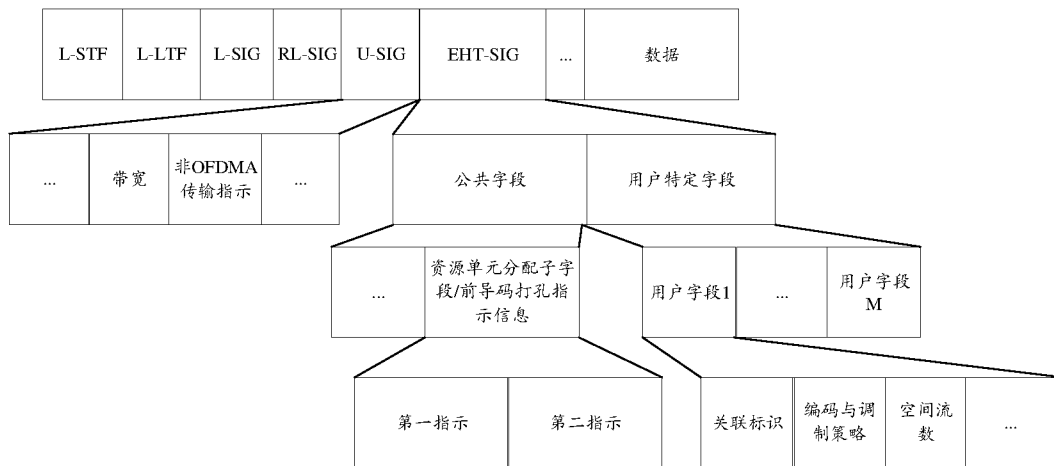 L-STF L-LTF L-SIG RL-SIG U-SIG EHT-SIG ... 数据
... 带宽 非OFDMA
传输指示 ...
公共字段 用户特定字段
... 资源单元分配子字
段/前导码打孔指
示信息
用户字段1 ... 用户字段
M
第一指示 第二指示
关联标识 编码与调
制策略 空间流
数 ...